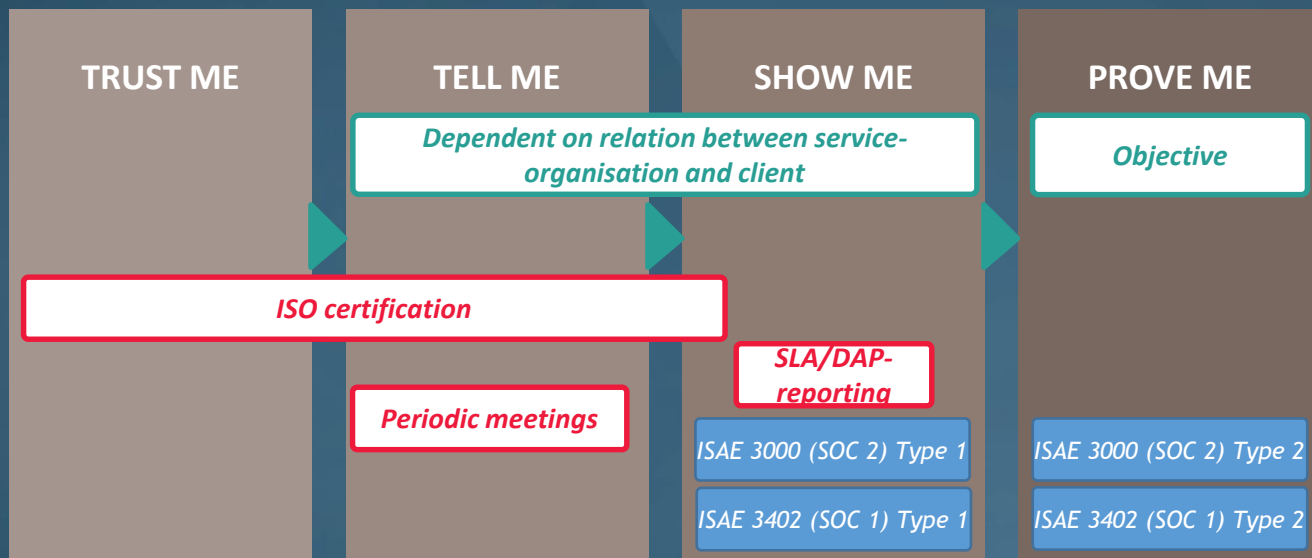 TRUST ME
TELL ME
SHOW ME
PROVE ME
Dependent on relation between service-
organisation and client
Objective
ISO certification
SLA/DAP-
reporting
Periodic meetings
ISAE 3000 (SOC 2) Type 1
ISAE 3000 (SOC 2) Type 2
ISAE 3402 (SOC 1) Type 1
ISAE 3402 (SOC 1) Type 2